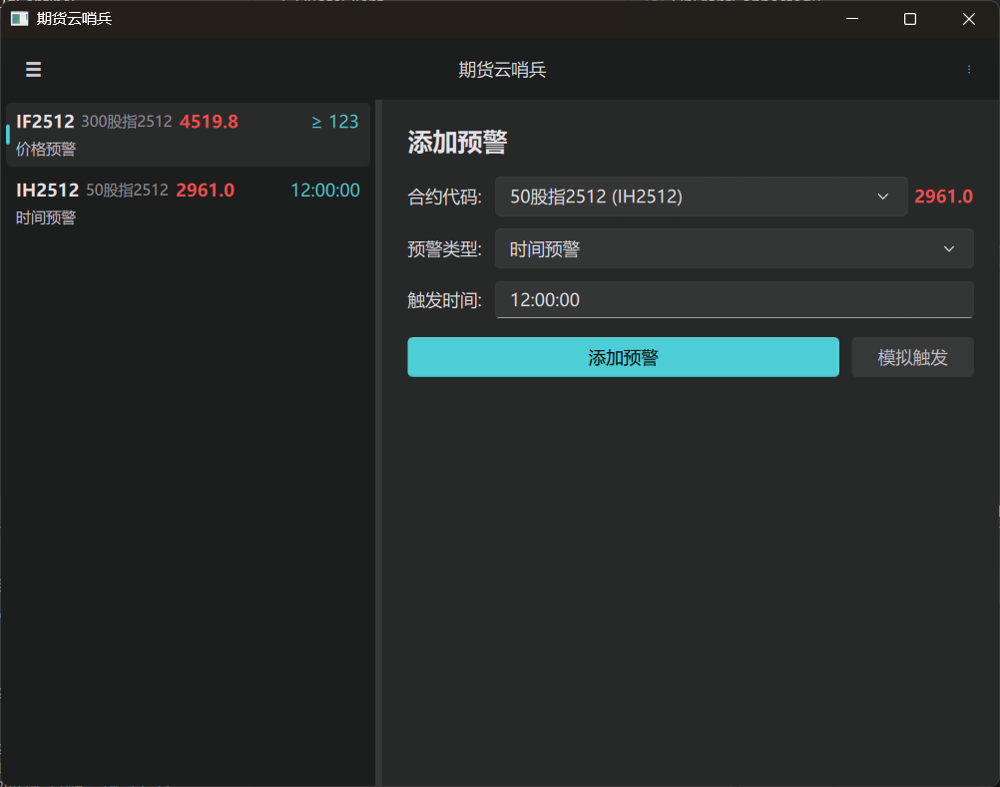 期货云哨兵
期货云哨兵
IF2512 300股指2512 4519.8 ≥ 123
价格预警
IH2512 50股指2512 2961.0 12:00:00
时间预警
添加预警
合约代码: 50股指2512 (IH2512) 2961.0
预警类型: 时间预警
触发时间: 12:00:00
添加预警 模拟触发